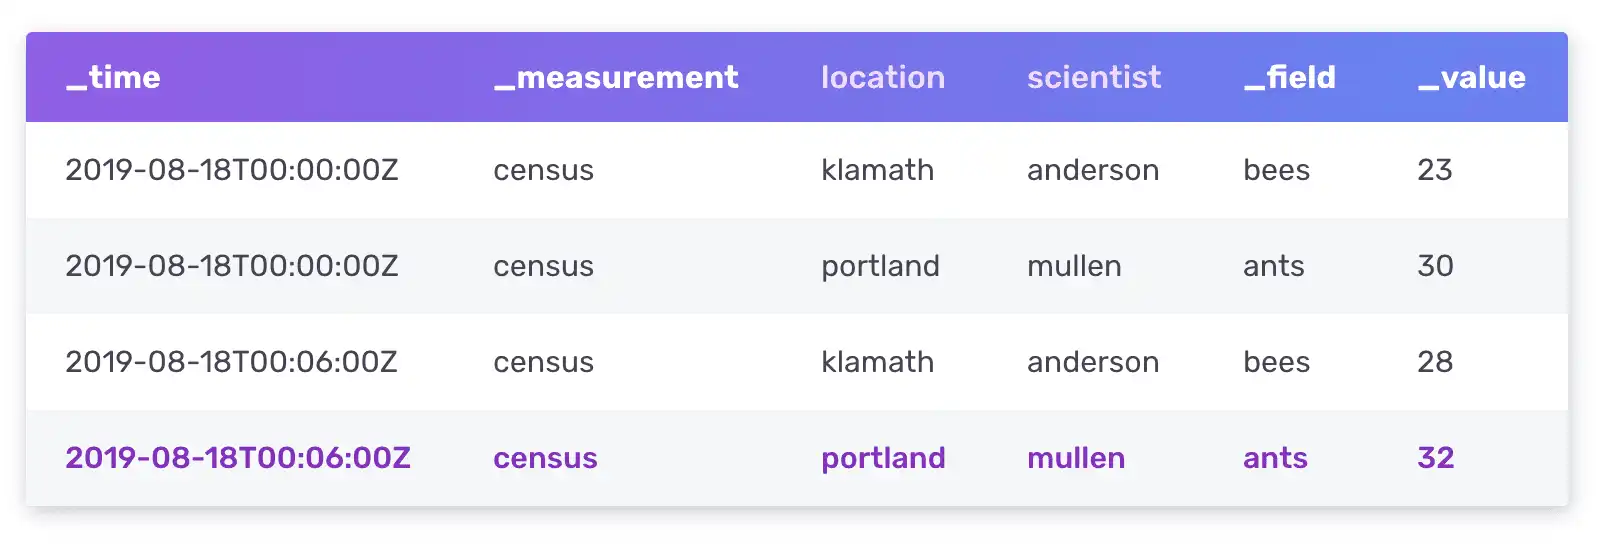 _time _measurement location scientist _field _value
2019-08-18T00:00:00Z census klamath anderson bees 23
2019-08-18T00:00:00Z census portland mullen ants 30
2019-08-18T00:06:00Z census klamath anderson bees 28
2019-08-18T00:06:00Z census portland mullen ants 32